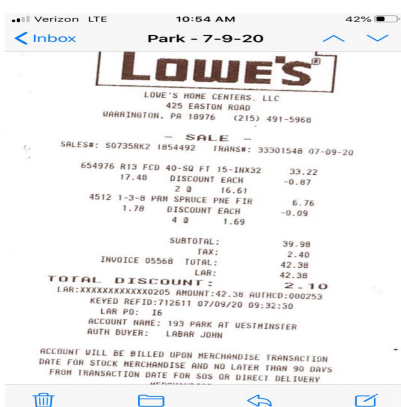 Verizon LTE 10:54 AM 42%
Inbox Park - 7-9-20
LOWE'S
LOWE'S HOME CENTERS, LLC
425 EASTON ROAD
WARRINGTON, PA 18976 (215) 491-5968
- SALE -
SALES#: SO735RK2 1854492 TRANS#: 33301548 07-09-20
654976 R13 FCD 40-SQ FT 15-INX32 33.22
17.48 DISCOUNT EACH -0.87
2 @ 16.61
4512 1-3-8 PRM SPRUCE PNE FIR 6.76
1.78 DISCOUNT EACH -0.09
4 @ 1.69
SUBTOTAL: 39.98
TAX: 2.40
INVOICE 05568 TOTAL: 42.38
LAR: 42.38
TOTAL DISCOUNT: 2.10
LAR:XXXXXXXXXXXX0205 AMOUNT:42.38 AUTHCD:000253
KEYED REFID:712611 07/09/20 09:32:50
LAR PO: I6
ACCOUNT NAME: 193 PARK AT WESTMINSTER
AUTH BUYER: LABAR JOHN
ACCOUNT WILL BE BILLED UPON MERCHANDISE TRANSACTION
DATE FOR STOCK MERCHANDISE AND NO LATER THAN 90 DAYS
FROM TRANSACTION DATE FOR SOS OR DIRECT DELIVERY
MERCHANDISE